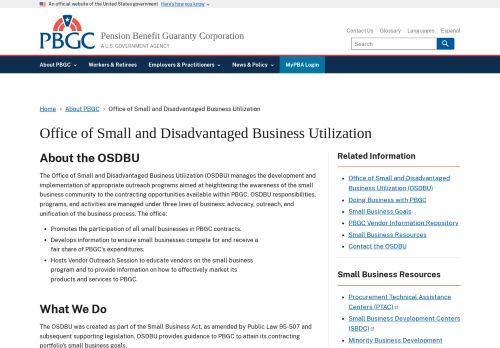 An official website of the United States government Here's how you know
PBGC
Pension Benefit Guaranty Corporation
A U.S. GOVERNMENT AGENCY
Contact Us Glossary Languages Español
Search
About PBGC Workers & Retirees Employers & Practitioners News & Policy MyPBA Login
Home About PBGC Office of Small and Disadvantaged Business Utilization
Office of Small and Disadvantaged Business Utilization
About the OSDBU
The Office of Small and Disadvantaged Business Utilization (OSDBU) manages the development and
implementation of appropriate outreach programs aimed at heightening the awareness of the small
business community to the contracting opportunities available within PBGC. OSDBU responsibilities,
programs, and activities are managed under three lines of business: advocacy, outreach, and
unification of the business process. The office:
• Promotes the participation of all small businesses in PBGC contracts.
• Develops information to ensure small businesses compete for and receive a
fair share of PBGC's expenditures.
• Hosts Vendor Outreach Session to educate vendors on the small business
program and to provide information on how to effectively market its
products and services to PBGC.
What We Do
The OSDBU was created as part of the Small Business Act, as amended by Public Law 95-507 and
subsequent supporting legislation. OSDBU provides guidance to PBGC to attain its contracting
portfolio's small business goals.
Related Information
• Office of Small and Disadvantaged
Business Utilization (OSDBU)
• Doing Business with PBGC
• Small Business Goals
• PBGC Vendor Information Repository
• Small Business Resources
• Contact the OSDBU
Small Business Resources
• Procurement Technical Assistance
Centers (PTAC)
• Small Business Development Centers
(SBDC)
• Minority Business Development